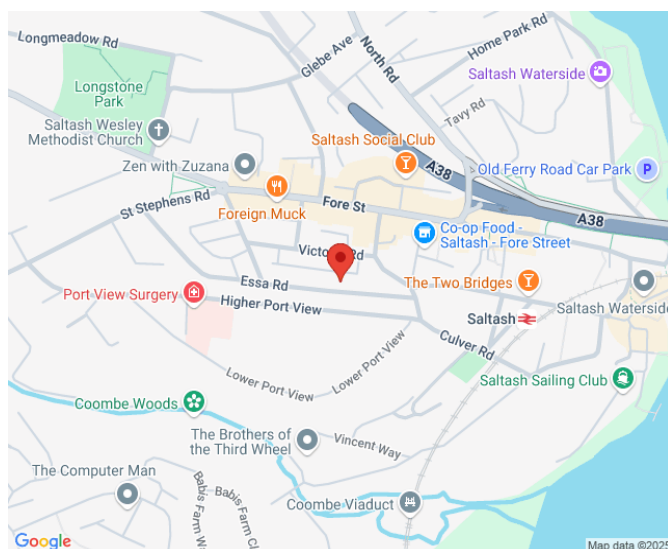 Longmeadow Rd
Glebe Ave
North Rd
Home Park Rd
Longstone
Park
Saltash Waterside
Saltash Wesley
Methodist Church
Tavy Rd
Saltash Social Club
A38
Zen with Zuzana
Old Ferry Road Car Park
P
St Stephens Rd
Foreign Muck
Fore St
A38
Co-op Food -
Saltash - Fore Street
Essa Rd
The Two Bridges
Port View Surgery
Higher Port View
Saltash
Saltash Waterside
Culver Rd
Lower Port View
Lower Port View
Saltash Sailing Club
Coombe Woods
The Brothers of
the Third Wheel
Vincent Way
The Computer Man
Babis Farm
Coombe Viaduct
Google
Map data ©2025